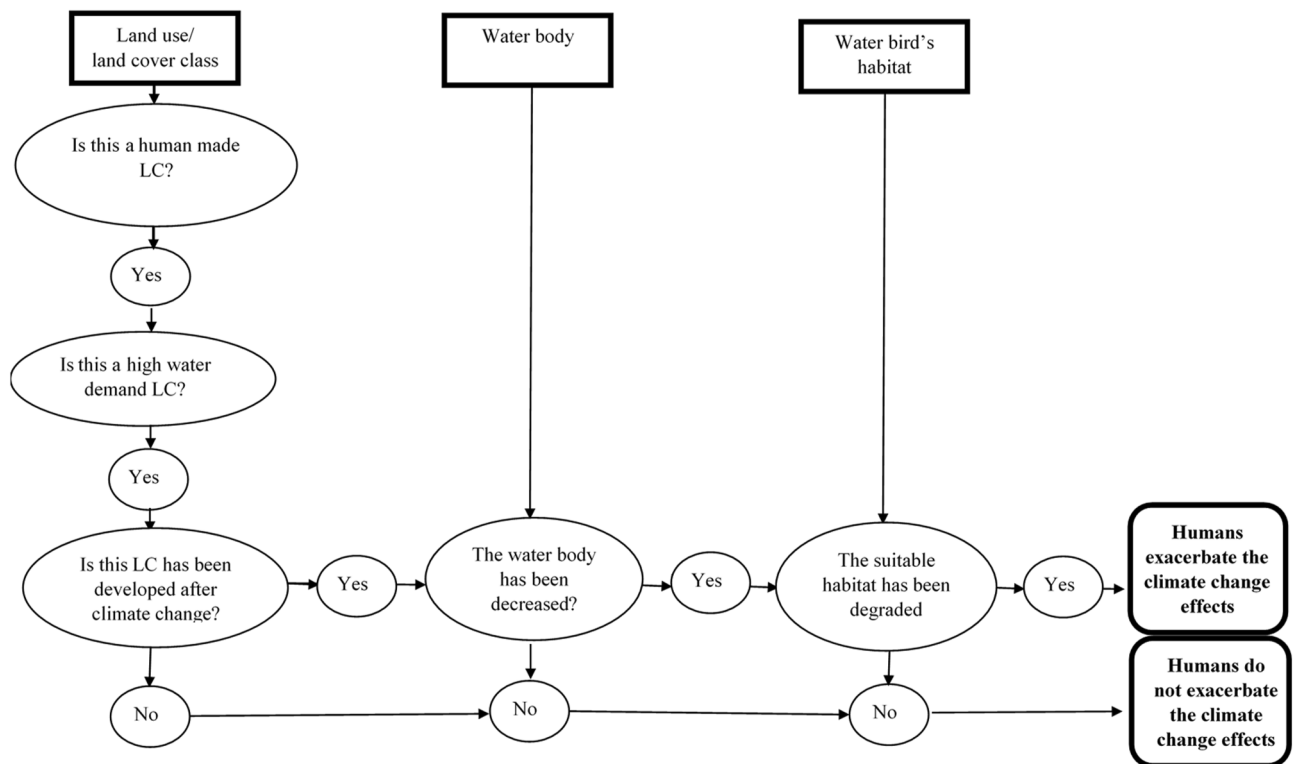 Land use/
land cover class
Water body
Water bird’s
habitat
Is this a human made
LC?
Yes
Is this a high water
demand LC?
Yes
Is this LC has been
developed after
climate change?
Yes
The water body
has been
decreased?
Yes
The suitable
habitat has been
degraded
Yes
Humans
exacerbate the
climate change
effects
No
No
No
Humans do
not exacerbate
the climate
change effects